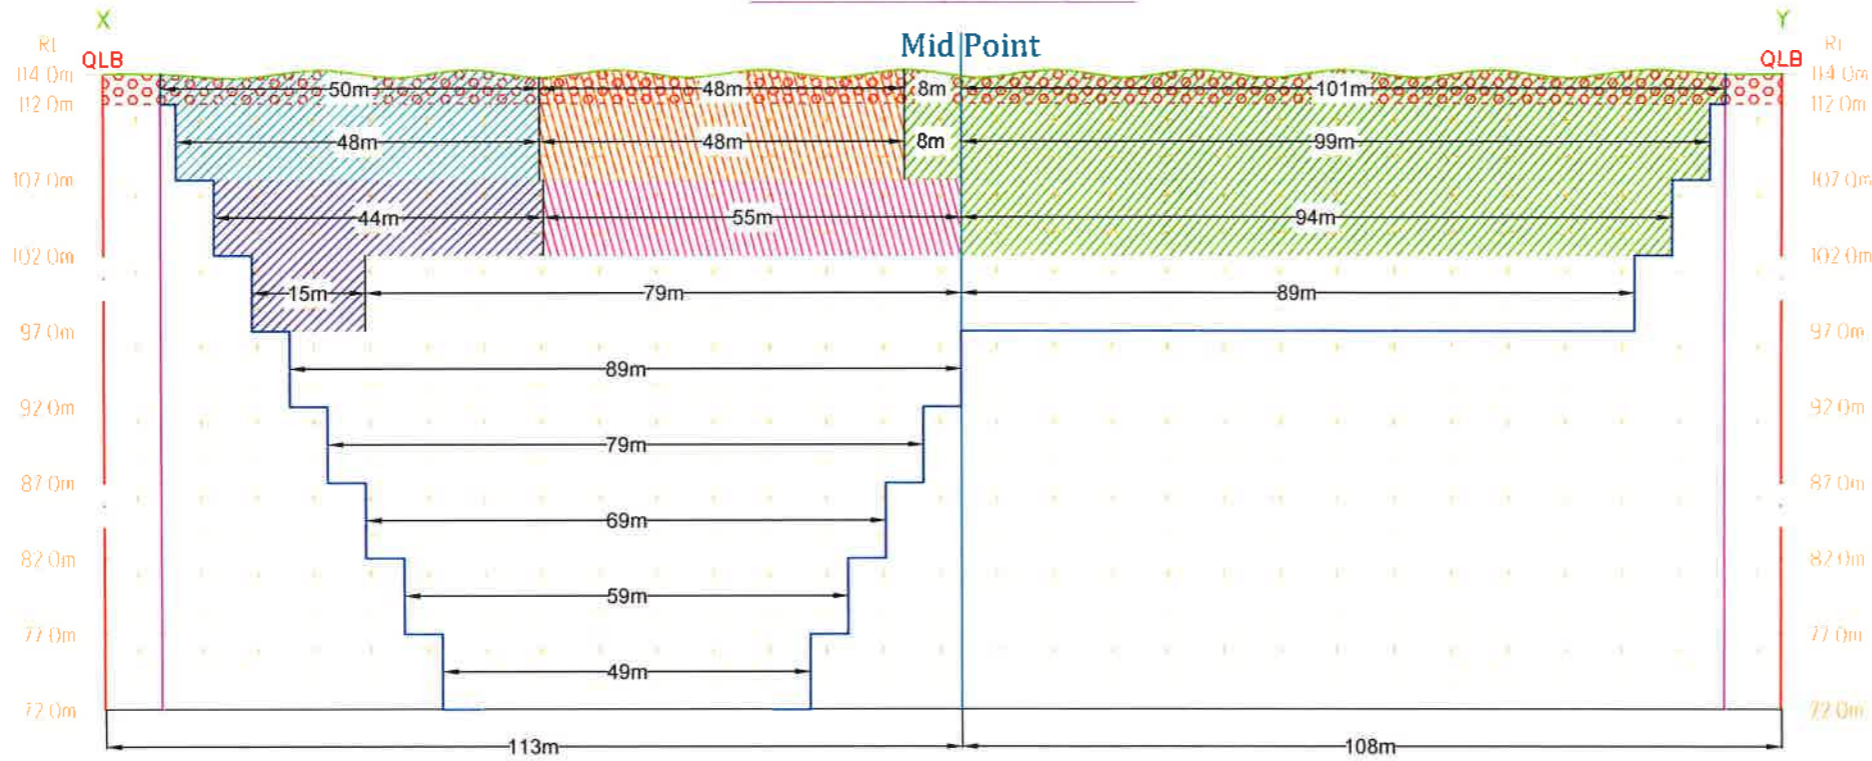 X Y
Mid Point
RL RL
QLB QLB
114.0m 50m 48m 8m 101m 114.0m
112.0m 112.0m
48m 48m 8m 99m
107.0m 107.0m
44m 55m 94m
102.0m 102.0m
15m 79m 89m
97.0m 97.0m
89m
92.0m 92.0m
79m
87.0m 87.0m
69m
82.0m 82.0m
59m
77.0m 77.0m
49m
72.0m 72.0m
113m 108m